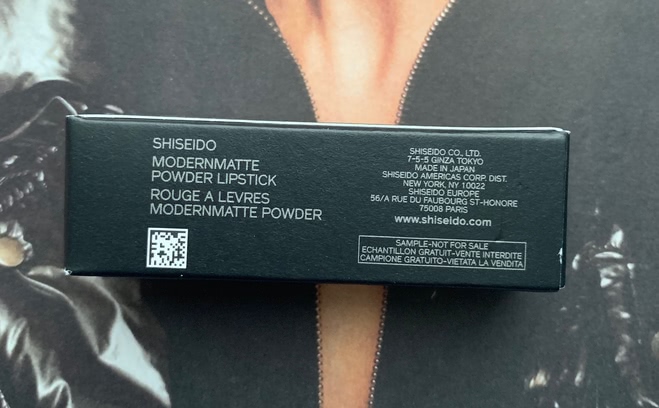 SHISEIDO
MODERNMATTE
POWDER LIPSTICK
ROUGE A LEVRES
MODERNMATTE POWDER
SHISEIDO CO., LTD.
7-5-5 GINZA TOKYO
MADE IN JAPAN
SHISEIDO AMERICAS CORP. DIST.
NEW YORK, NY 10022
SHISEIDO EUROPE
56/A RUE DU FAUBOURG ST-HONORE
75008 PARIS
www.shiseido.com
SAMPLE-NOT FOR SALE
ECHANTILLON GRATUIT-VENTE INTERDITE
CAMPIONE GRATUITO-VIETATA LA VENDITA